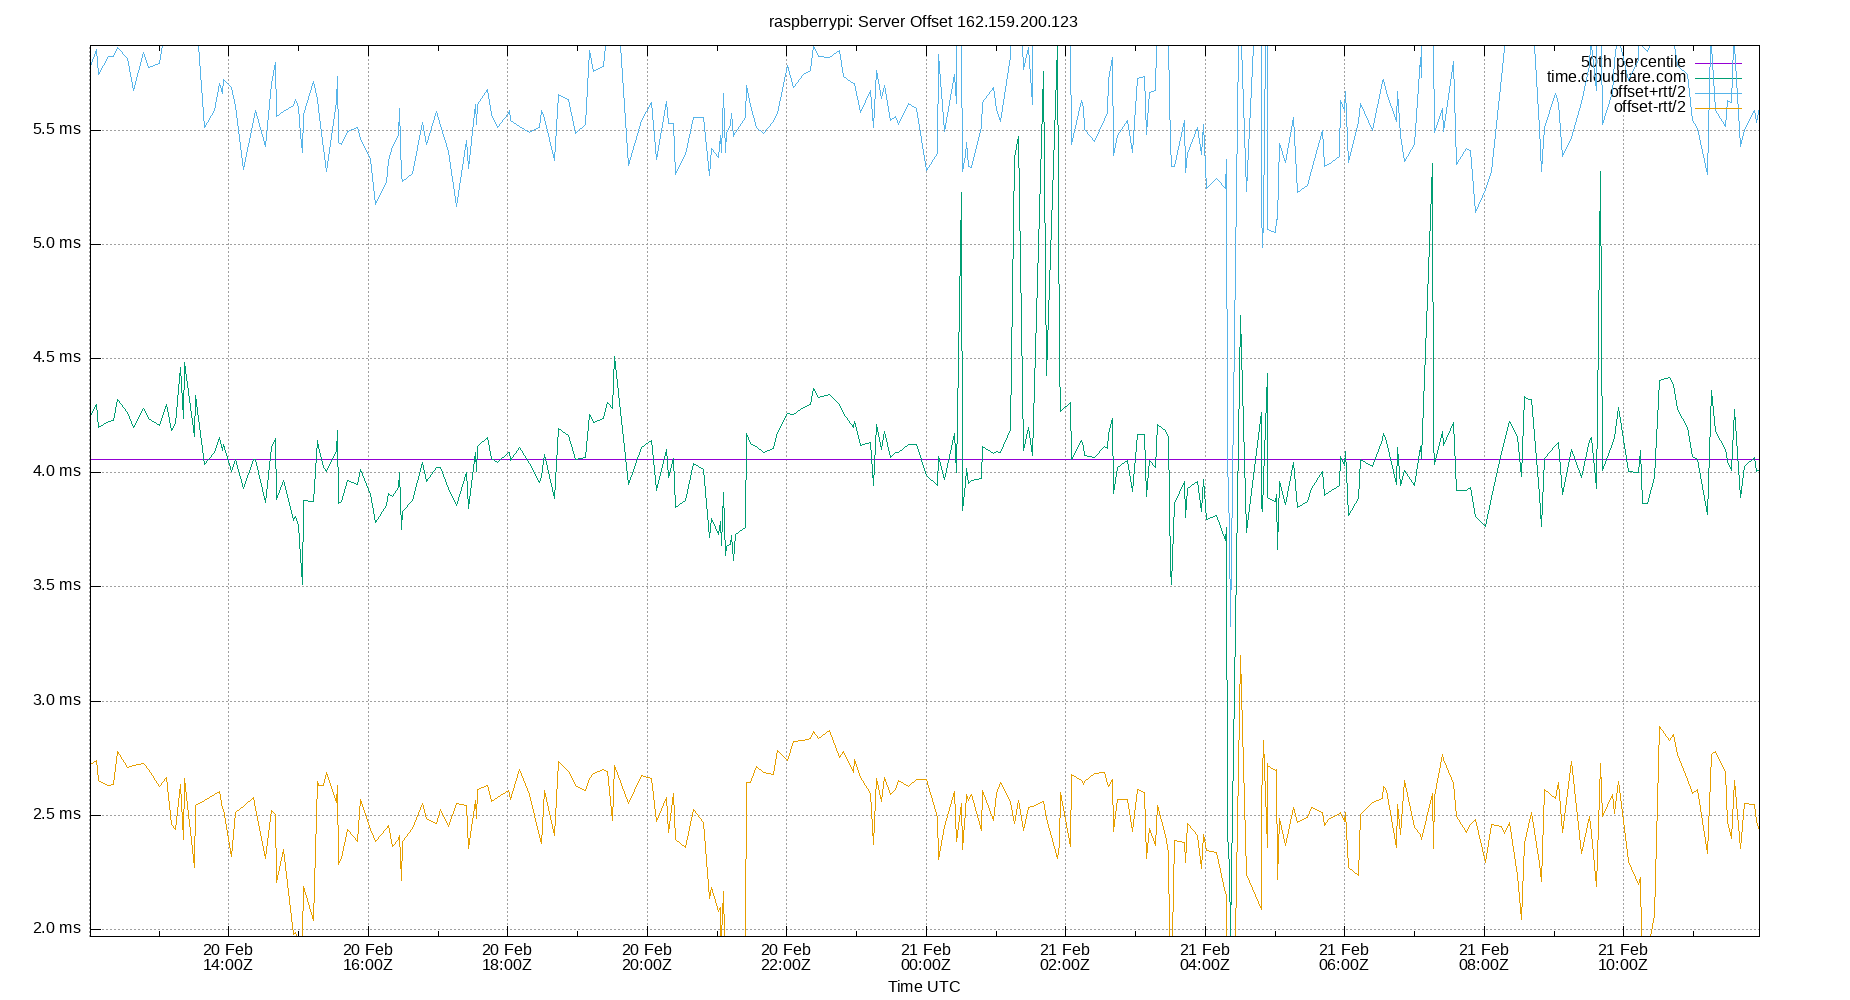 raspberrypi: Server Offset 162.159.200.123
50th percentile
time.cloudflare.com
offset+rtt/2
offset-rtt/2
5.5 ms
5.0 ms
4.5 ms
4.0 ms
3.5 ms
3.0 ms
2.5 ms
2.0 ms
20 Feb 20 Feb 20 Feb 20 Feb 20 Feb 21 Feb 21 Feb 21 Feb 21 Feb 21 Feb 21 Feb
14:00Z 16:00Z 18:00Z 20:00Z 22:00Z 00:00Z 02:00Z 04:00Z 06:00Z 08:00Z 10:00Z
Time UTC